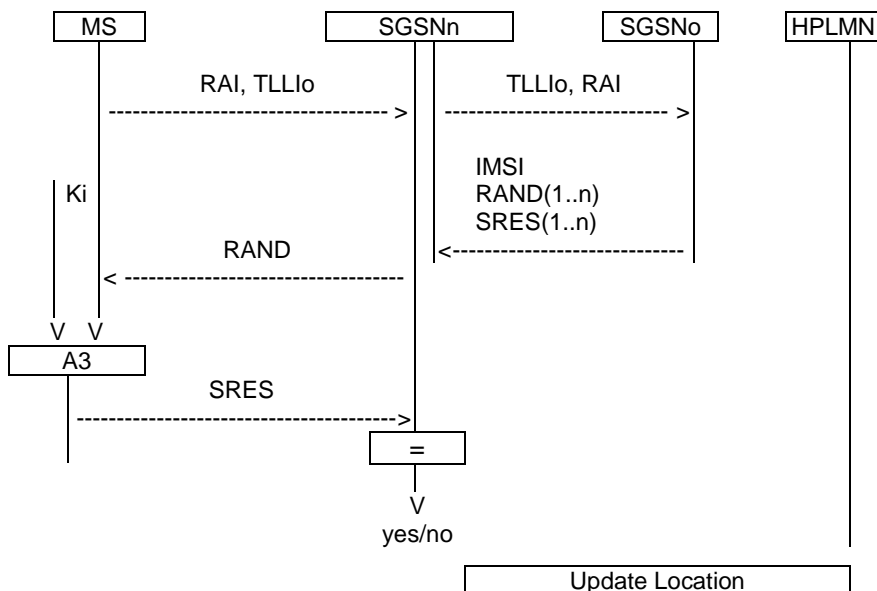 MS SGSNn SGSNo HPLMN
RAI, TLLIo TLLIo, RAI
-------------------------------- > ---------------------------- >
IMSI
Ki RAND(1..n)
SRES(1..n)
RAND <----------------------------
< --------------------------------
V V
A3
SRES
------------------------------------->
=
V
yes/no
Update Location